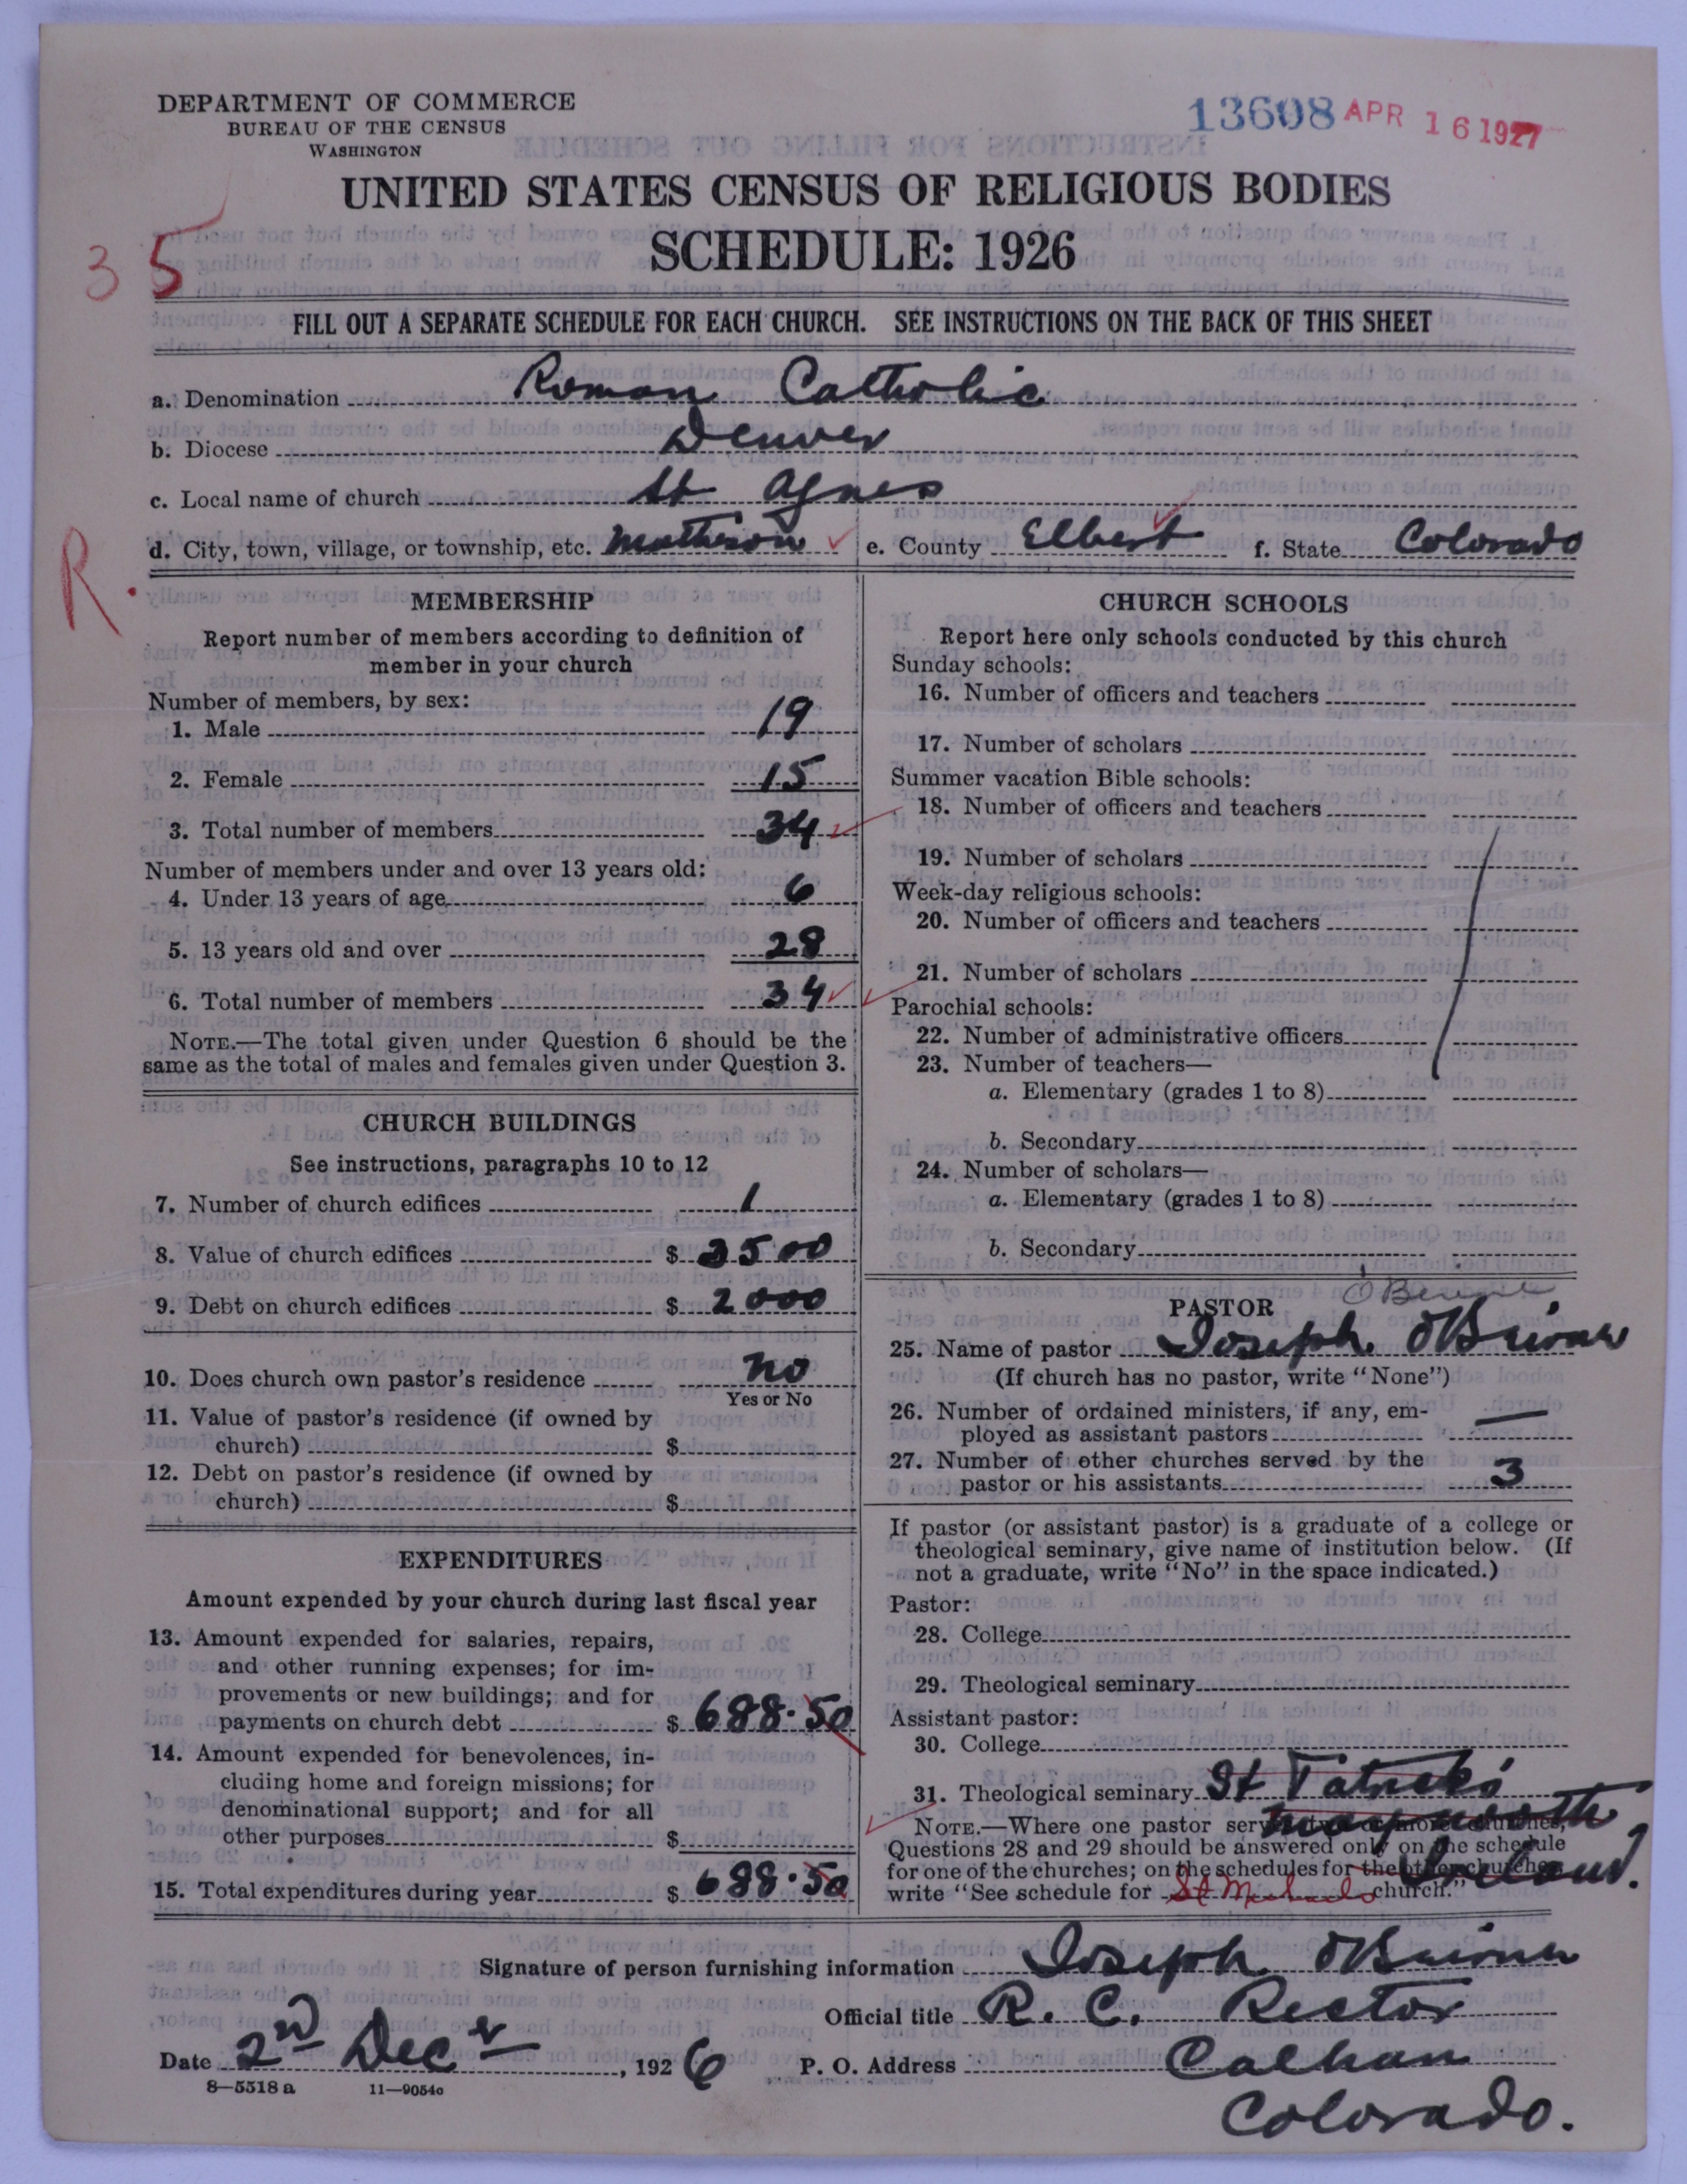 DEPARTMENT OF COMMERCE
BUREAU OF THE CENSUS
WASHINGTON
13608 APR 16 1927
UNITED STATES CENSUS OF RELIGIOUS BODIES
SCHEDULE: 1926
35
FILL OUT A SEPARATE SCHEDULE FOR EACH CHURCH. SEE INSTRUCTIONS ON THE BACK OF THIS SHEET
a. Denomination Roman Catholic
b. Diocese Denver
c. Local name of church St Agnes
d. City, town, village, or township, etc. Matheson e. County Elbert f. State Colorado
R.
MEMBERSHIP
Report number of members according to definition of
member in your church
Number of members, by sex:
1. Male 19
2. Female 15
3. Total number of members 34
Number of members under and over 13 years old:
4. Under 13 years of age 6
5. 13 years old and over 28
6. Total number of members 34
NOTE.—The total given under Question 6 should be the
same as the total of males and females given under Question 3.
CHURCH BUILDINGS
See instructions, paragraphs 10 to 12
7. Number of church edifices 1
8. Value of church edifices $ 3500
9. Debt on church edifices $ 2000
10. Does church own pastor's residence no
Yes or No
11. Value of pastor's residence (if owned by
church) $
12. Debt on pastor's residence (if owned by
church) $
EXPENDITURES
Amount expended by your church during last fiscal year
13. Amount expended for salaries, repairs,
and other running expenses; for im-
provements or new buildings; and for
payments on church debt $ 688.50
14. Amount expended for benevolences, in-
cluding home and foreign missions; for
denominational support; and for all
other purposes $
15. Total expenditures during year $ 688.50
CHURCH SCHOOLS
Report here only schools conducted by this church
Sunday schools:
16. Number of officers and teachers
17. Number of scholars
Summer vacation Bible schools:
18. Number of officers and teachers
19. Number of scholars
Week-day religious schools:
20. Number of officers and teachers
21. Number of scholars
Parochial schools:
22. Number of administrative officers
23. Number of teachers—
a. Elementary (grades 1 to 8)
b. Secondary
24. Number of scholars—
a. Elementary (grades 1 to 8)
b. Secondary
PASTOR
25. Name of pastor Joseph O'Beirne
(If church has no pastor, write "None")
26. Number of ordained ministers, if any, em-
ployed as assistant pastors —
27. Number of other churches served by the
pastor or his assistants 3
If pastor (or assistant pastor) is a graduate of a college or
theological seminary, give name of institution below. (If
not a graduate, write "No" in the space indicated.)
Pastor:
28. College
29. Theological seminary
Assistant pastor:
30. College
31. Theological seminary St Patricks
Maynooth
Ireland.
NOTE.—Where one pastor serves two or more churches,
Questions 28 and 29 should be answered only on the schedule
for one of the churches; on the schedules for the other churches
write "See schedule for St Michaels church."
Signature of person furnishing information Joseph O'Beirne
Official title R. C. Rector
Date 2nd Decr, 1926 P. O. Address Calhan
Colorado.
8—5518 a 11—9054a